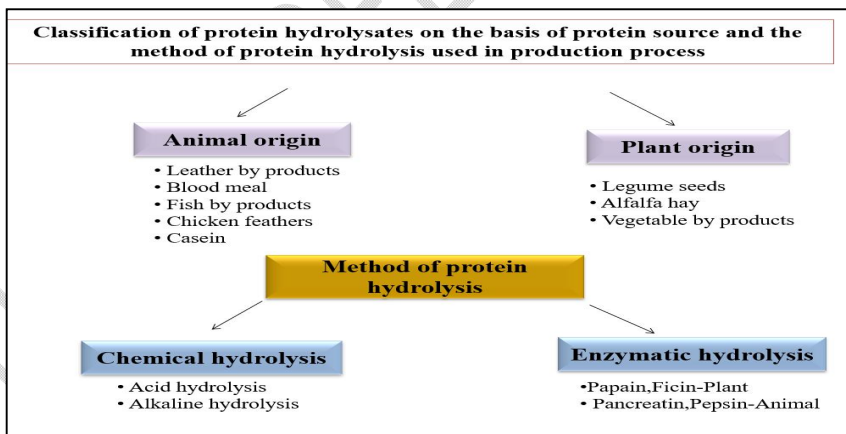 Classification of protein hydrolysates on the basis of protein source and the
method of protein hydrolysis used in production process
Animal origin
• Leather by products
• Blood meal
• Fish by products
• Chicken feathers
• Casein
Plant origin
• Legume seeds
• Alfalfa hay
• Vegetable by products
Method of protein
hydrolysis
Chemical hydrolysis
• Acid hydrolysis
• Alkaline hydrolysis
Enzymatic hydrolysis
•Papain,Ficin-Plant
• Pancreatin,Pepsin-Animal